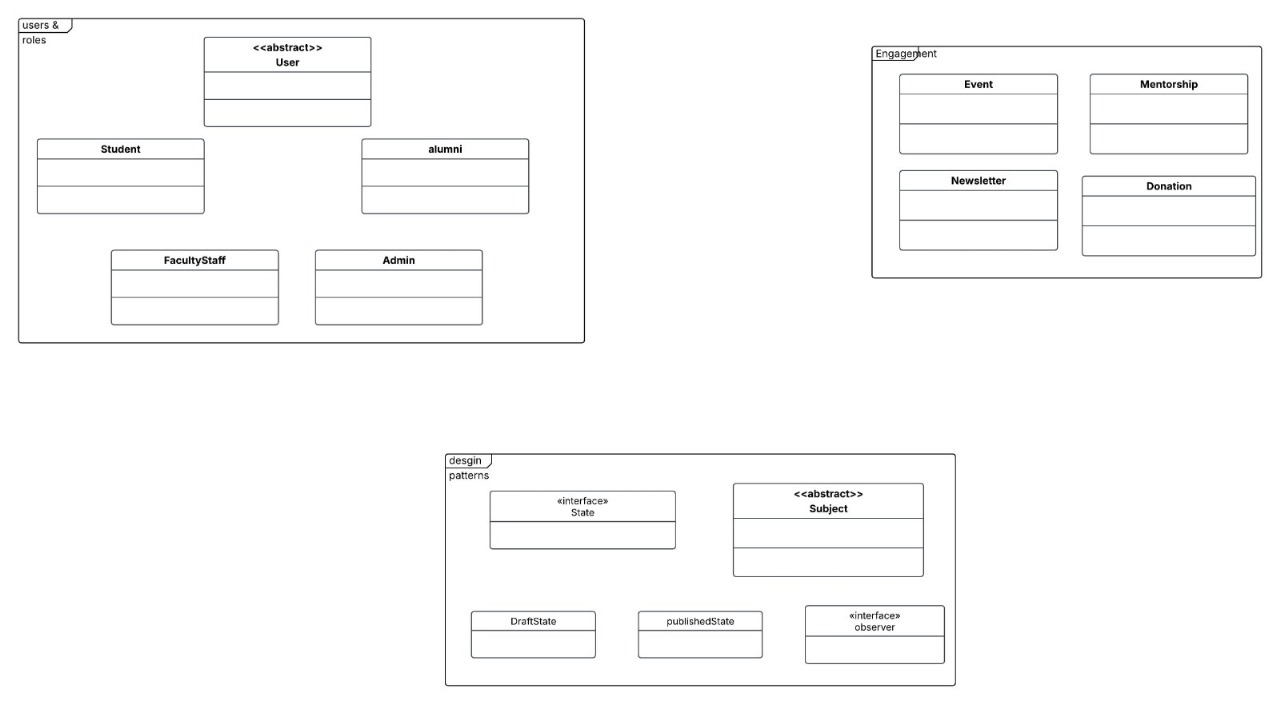 users &
roles
<<abstract>>
User
Student
alumni
FacultyStaff
Admin
Engagement
Event
Mentorship
Newsletter
Donation
desgin
patterns
«interface»
State
<<abstract>>
Subject
DraftState
publishedState
«interface»
observer